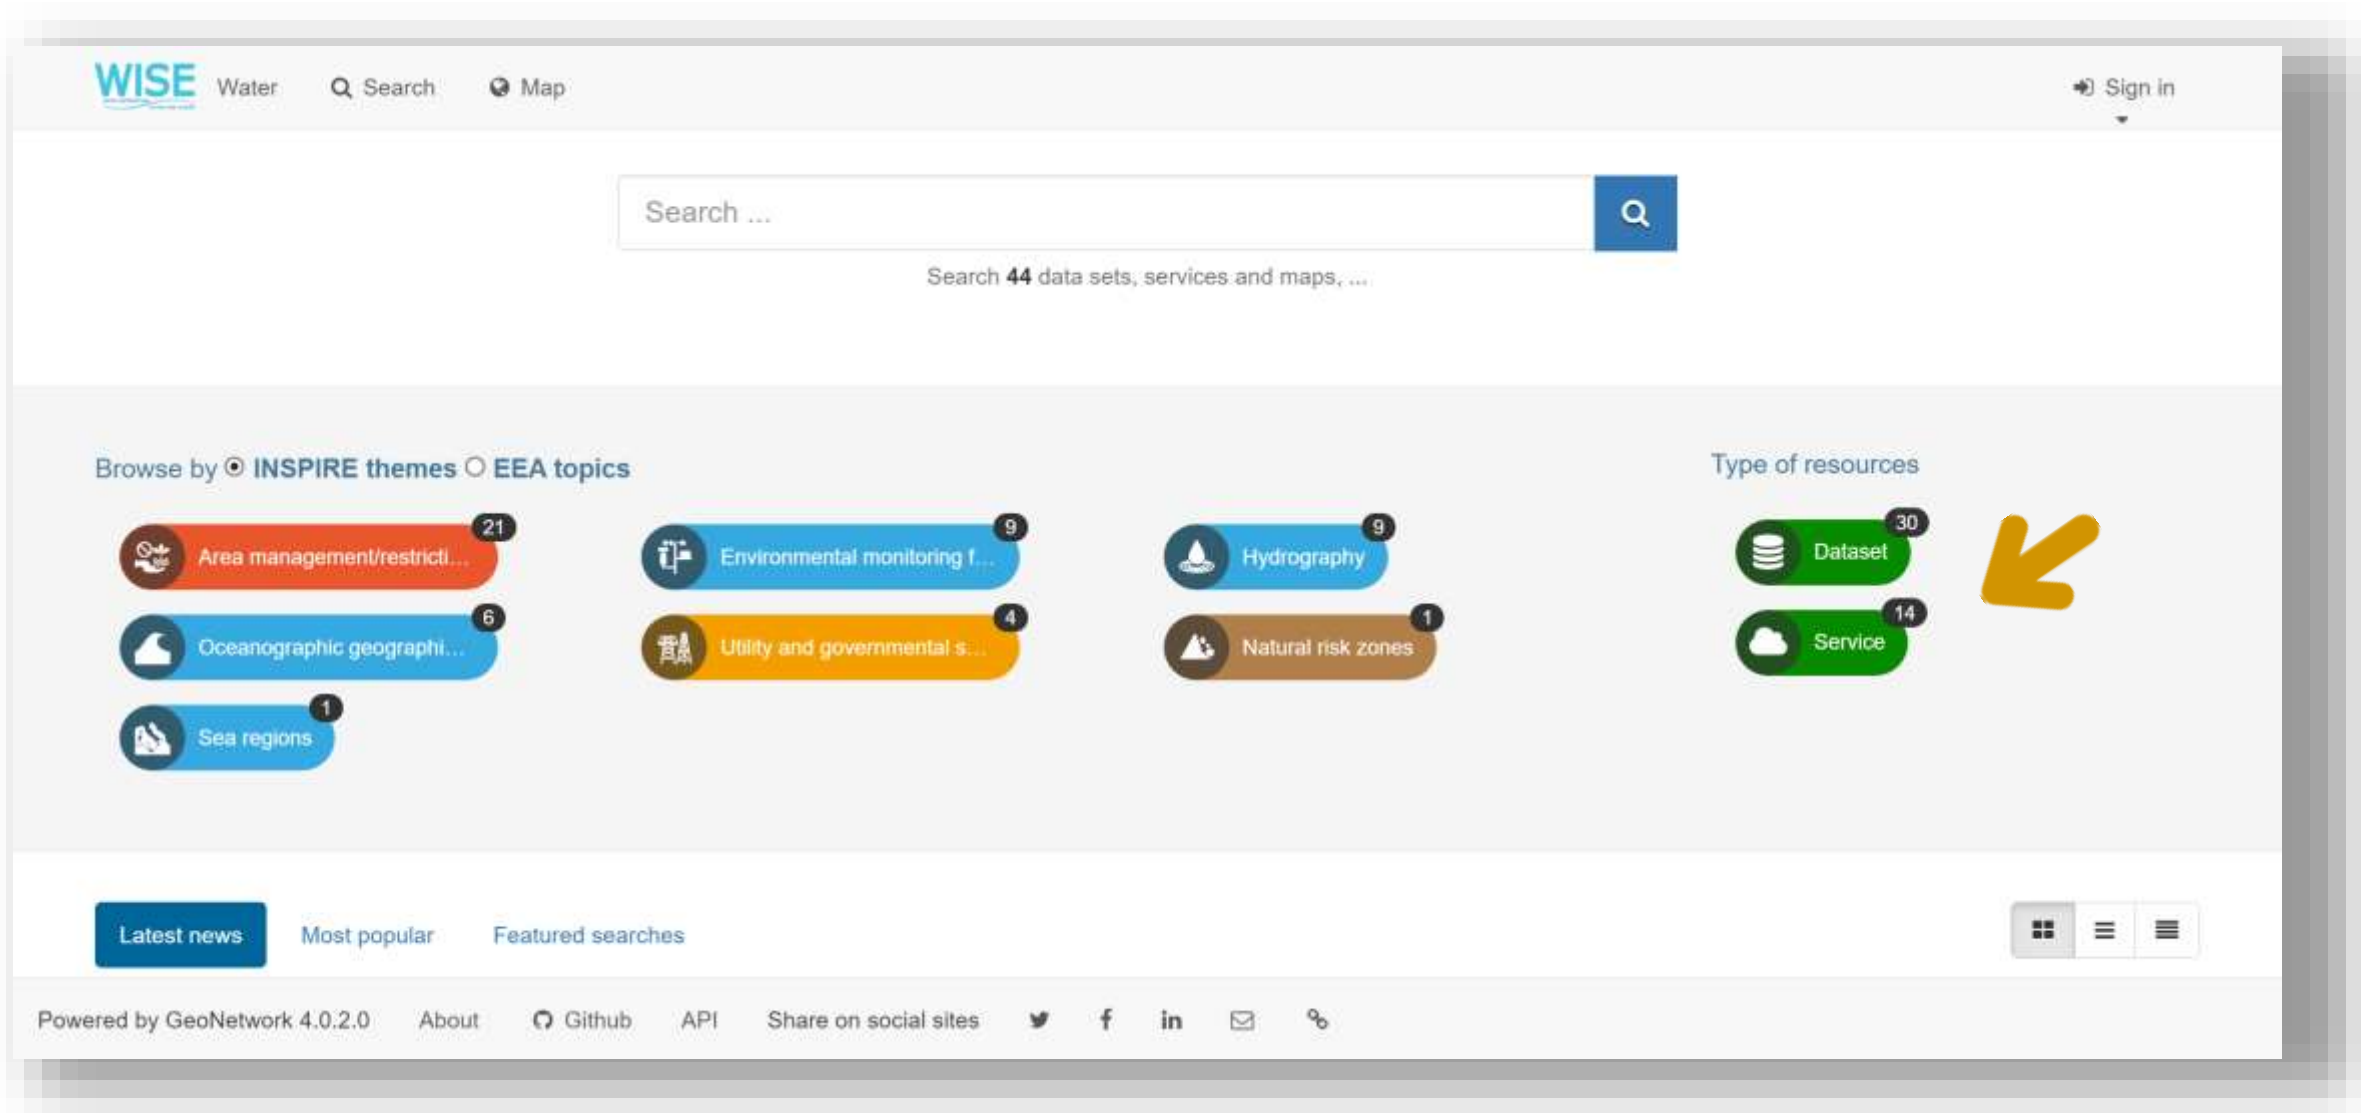 WISE Water Search Map Sign in
Search ...
Search 44 data sets, services and maps, ...
Browse by INSPIRE themes EEA topics
Type of resources
Area management/restricti... 21
Environmental monitoring f... 9
Hydrography 9
Dataset 30
Oceanographic geographi... 6
Utility and governmental s... 4
Natural risk zones 1
Service 14
Sea regions 1
Latest news Most popular Featured searches
Powered by GeoNetwork 4.0.2.0 About Github API Share on social sites